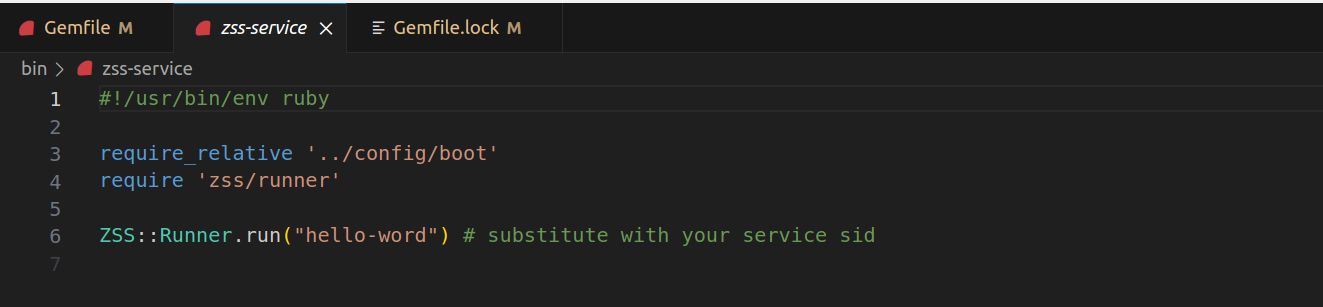 Gemfile M zss-service × Gemfile.lock M
bin > zss-service
1 #!/usr/bin/env ruby
2
3 require_relative '../config/boot'
4 require 'zss/runner'
5
6 ZSS::Runner.run("hello-word") # substitute with your service sid
7